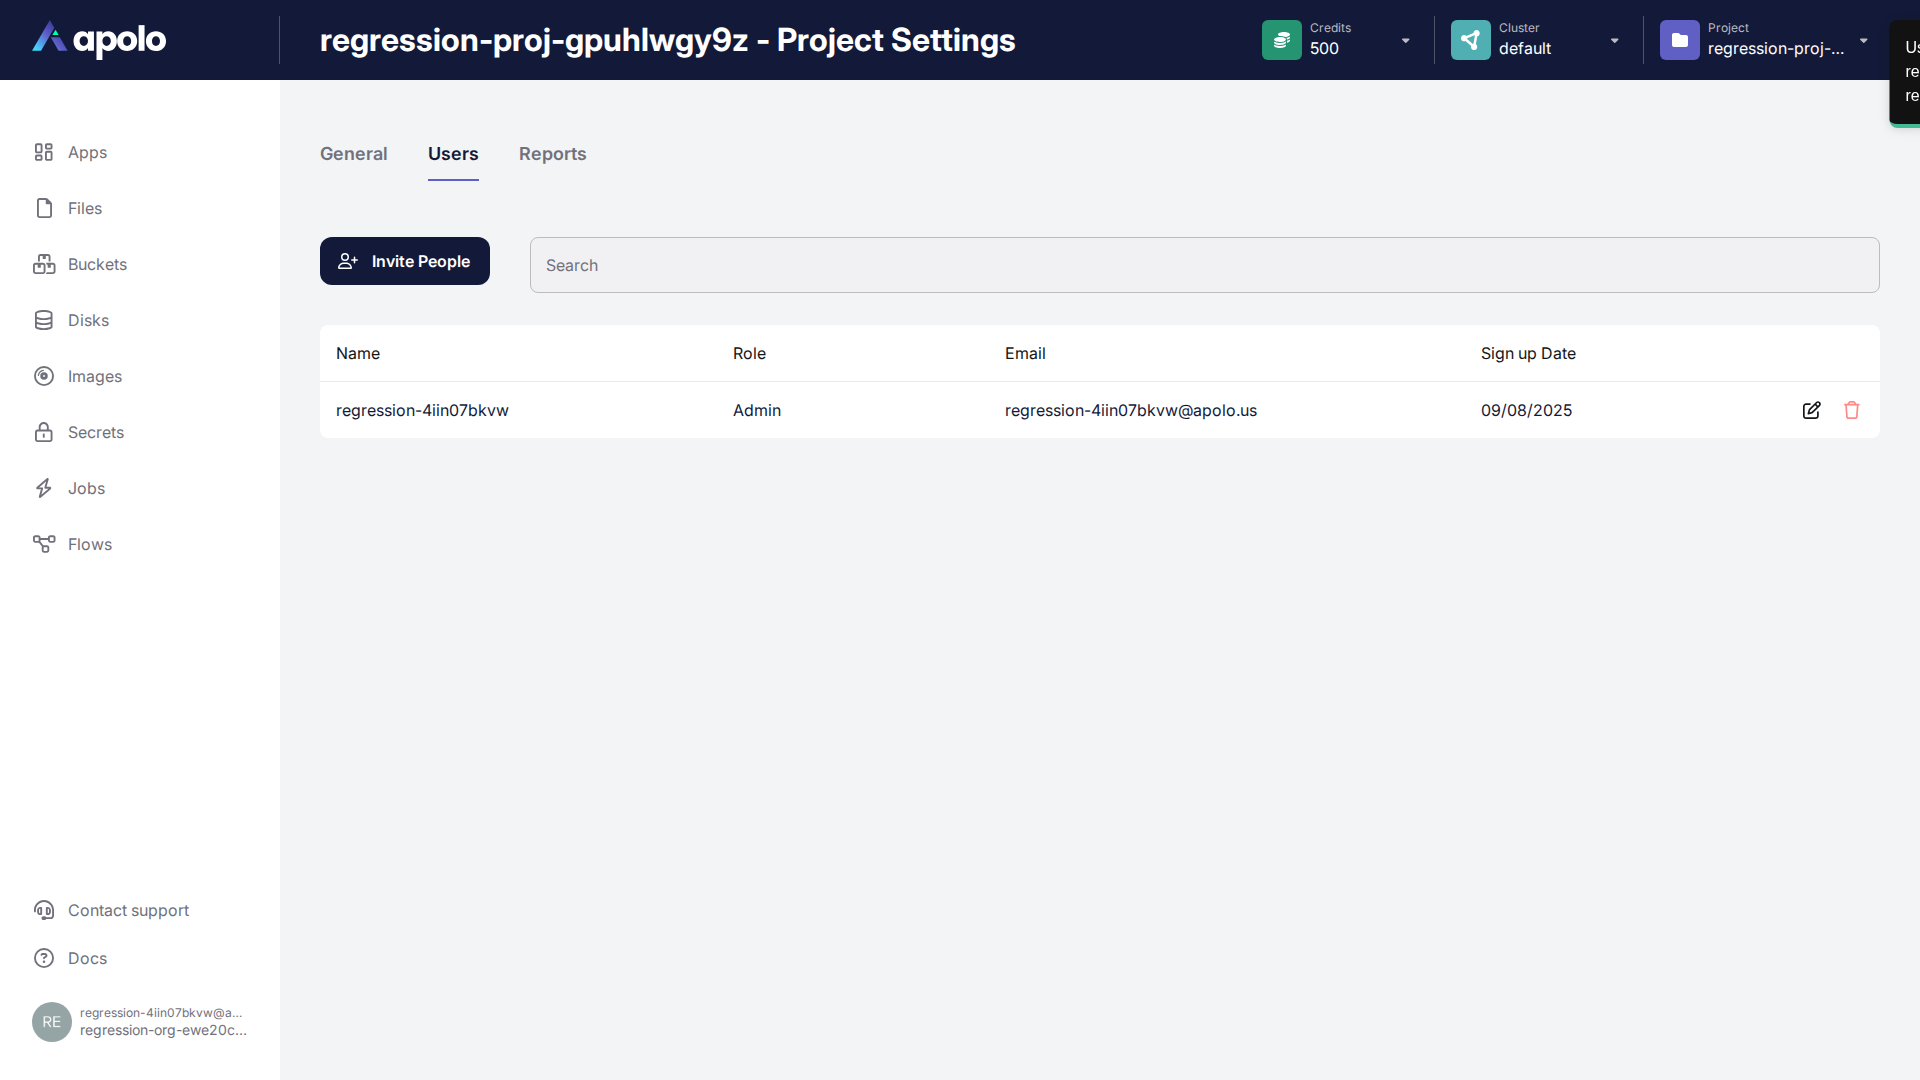 apolo
regression-proj-gpuhlwgy9z - Project Settings
Credits
500
Cluster
default
Project
regression-proj-...
Us
re
re
Apps
Files
Buckets
Disks
Images
Secrets
Jobs
Flows
General
Users
Reports
Invite People
Search
Name Role Email Sign up Date
regression-4iin07bkvw Admin regression-4iin07bkvw@apolo.us 09/08/2025
Contact support
Docs
RE
regression-4iin07bkvw@a...
regression-org-ewe20c...